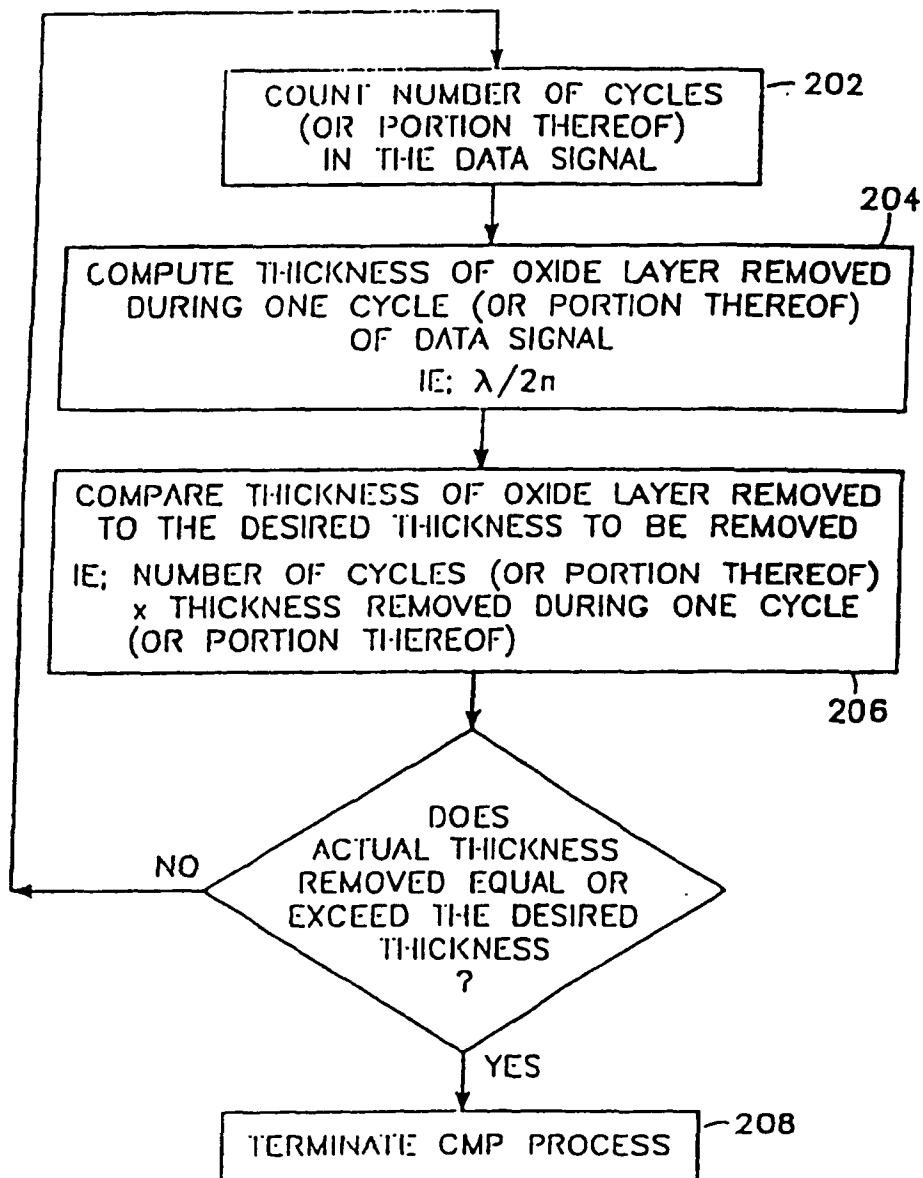 COUNT NUMBER OF CYCLES
(OR PORTION THEREOF)
IN THE DATA SIGNAL
202
204
COMPUTE THICKNESS OF OXIDE LAYER REMOVED
DURING ONE CYCLE (OR PORTION THEREOF)
OF DATA SIGNAL
IE; λ/2n
COMPARE THICKNESS OF OXIDE LAYER REMOVED
TO THE DESIRED THICKNESS TO BE REMOVED
IE; NUMBER OF CYCLES (OR PORTION THEREOF)
x THICKNESS REMOVED DURING ONE CYCLE
(OR PORTION THEREOF)
206
DOES
ACTUAL THICKNESS
REMOVED EQUAL OR
EXCEED THE DESIRED
THICKNESS
?
NO
YES
TERMINATE CMP PROCESS
208